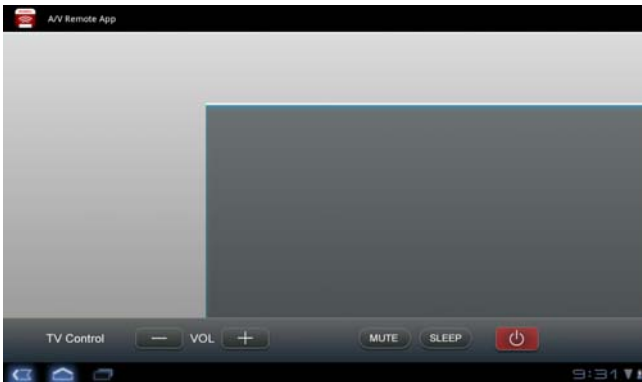 A/V Remote App
TV Control — VOL + MUTE SLEEP
9:31